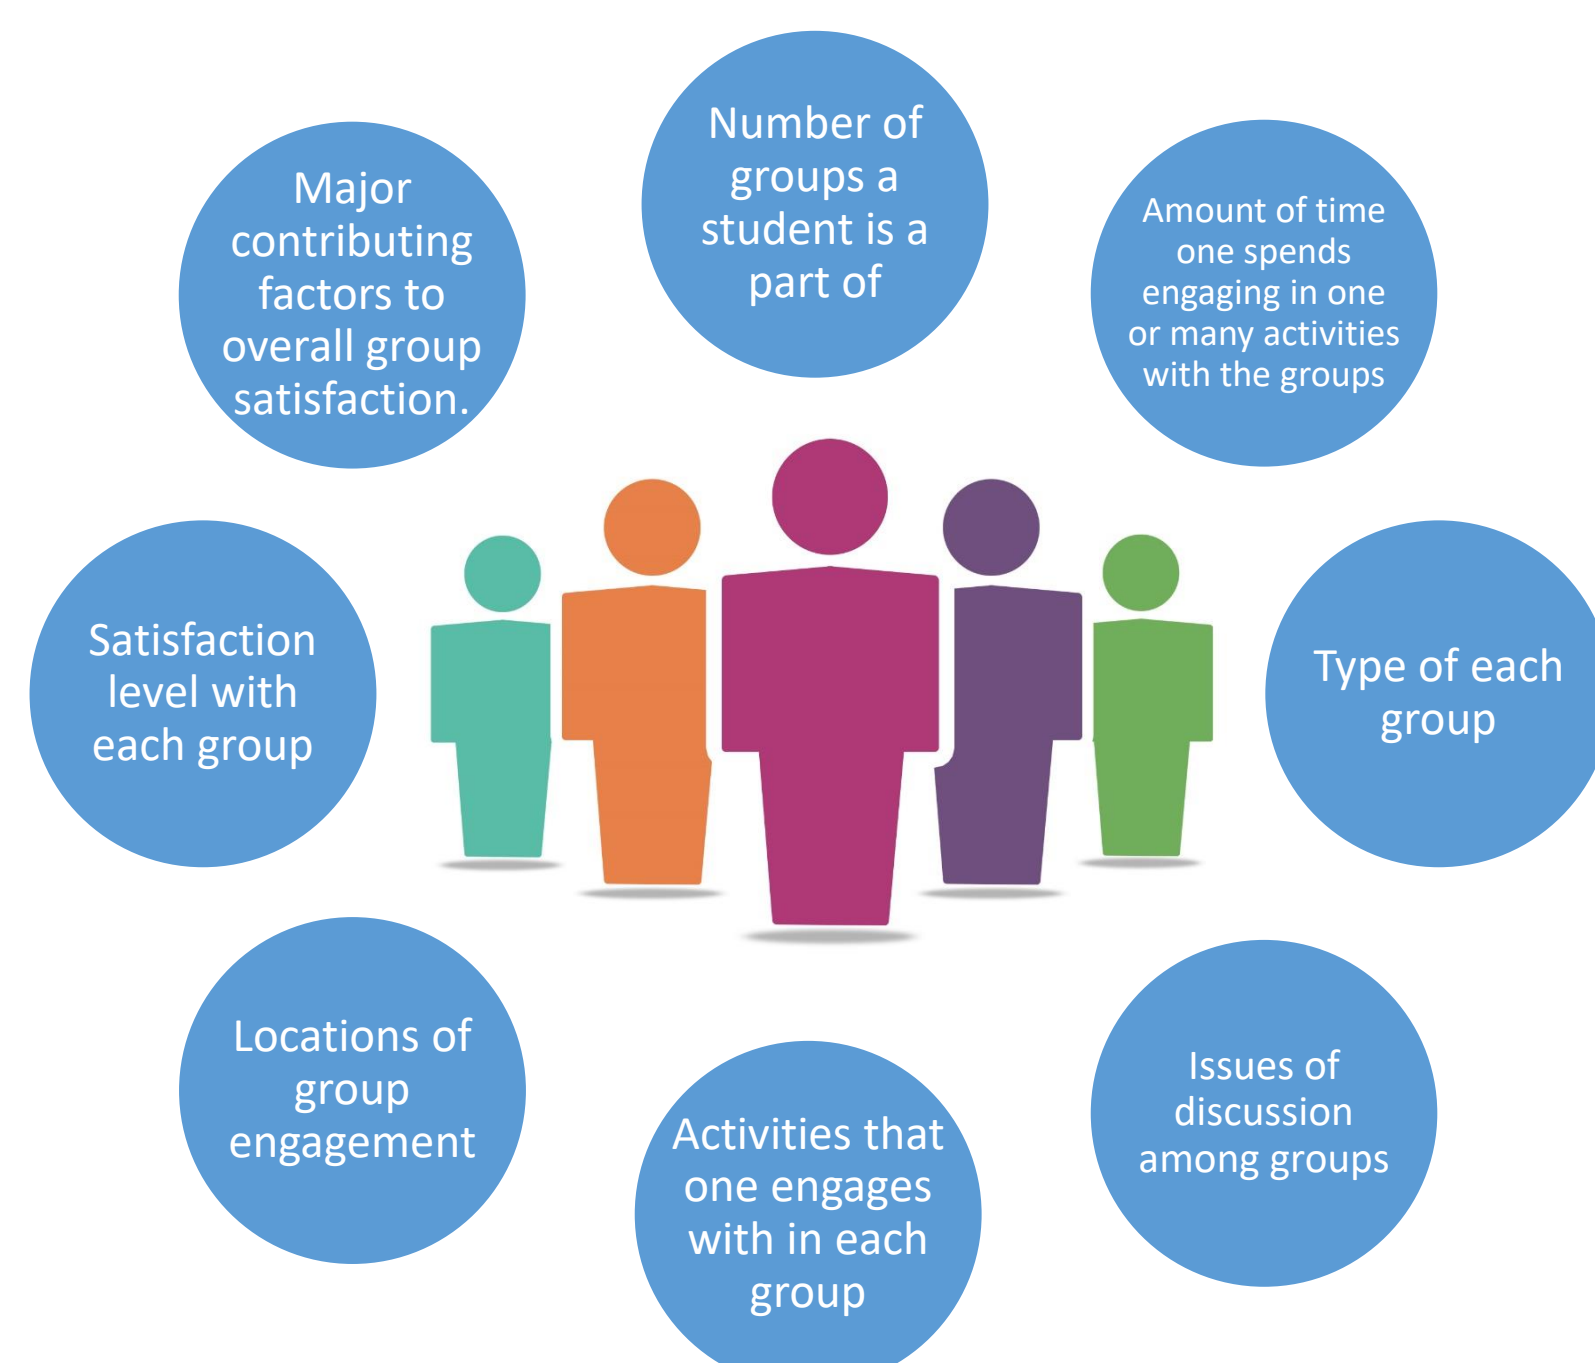 Number of
groups a
student is a
part of
Amount of time
one spends
engaging in one
or many activities
with the groups
Type of each
group
Issues of
discussion
among groups
Activities that
one engages
with in each
group
Locations of
group
engagement
Satisfaction
level with
each group
Major
contributing
factors to
overall group
satisfaction.